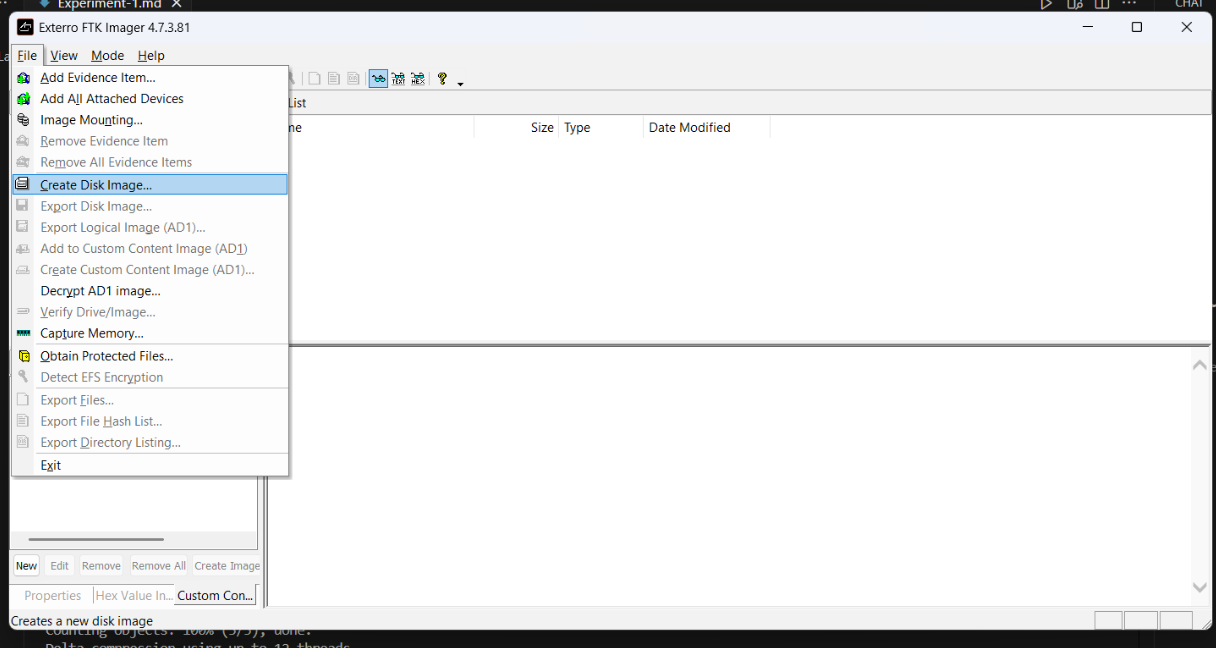 Experiment-1.md
CHAT
Exterro FTK Imager 4.7.3.81
File View Mode Help
Add Evidence Item...
Add All Attached Devices
Image Mounting...
Remove Evidence Item
Remove All Evidence Items
Create Disk Image...
Export Disk Image...
Export Logical Image (AD1)...
Add to Custom Content Image (AD1)
Create Custom Content Image (AD1)...
Decrypt AD1 image...
Verify Drive/Image...
Capture Memory...
Obtain Protected Files...
Detect EFS Encryption
Export Files...
Export File Hash List...
Export Directory Listing...
Exit
TEXT HEX
List
me Size Type Date Modified
New Edit Remove Remove All Create Image
Properties Hex Value In... Custom Con...
Creates a new disk image
Counting objects: 100% (5/5), done.
Delta compression using up to 12 threads